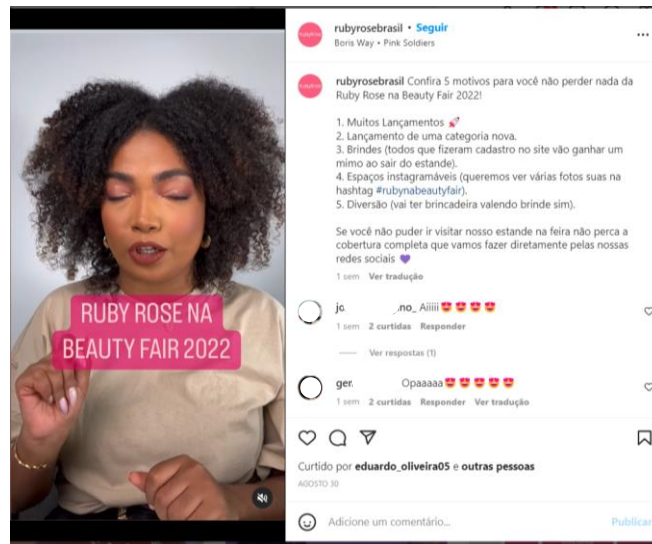 RUBY ROSE NA
BEAUTY FAIR 2022
rubyrosebrasil • Seguir
Boris Way • Pink Soldiers
rubyrosebrasil Confira 5 motivos para você não perder nada da
Ruby Rose na Beauty Fair 2022!
1. Muitos Lançamentos 🚀
2. Lançamento de uma categoria nova.
3. Brindes (todos que fizeram cadastro no site vão ganhar um
mimo ao sair do estande).
4. Espaços instagramáveis (queremos ver várias fotos suas na
hashtag #rubynabeautyfair).
5. Diversão (vai ter brincadeira valendo brinde sim).
Se você não puder ir visitar nosso estande na feira não perca a
cobertura completa que vamos fazer diretamente pelas nossas
redes sociais 💜
1 sem Ver tradução
jc .no_ Aiiiii 😍😍😍😍
1 sem 2 curtidas Responder
Ver respostas (1)
ger. Opaaaaa😍😍😍😍😍
1 sem 2 curtidas Responder Ver tradução
Curtido por eduardo_oliveira05 e outras pessoas
AGOSTO 30
Adicione um comentário...
Publicar